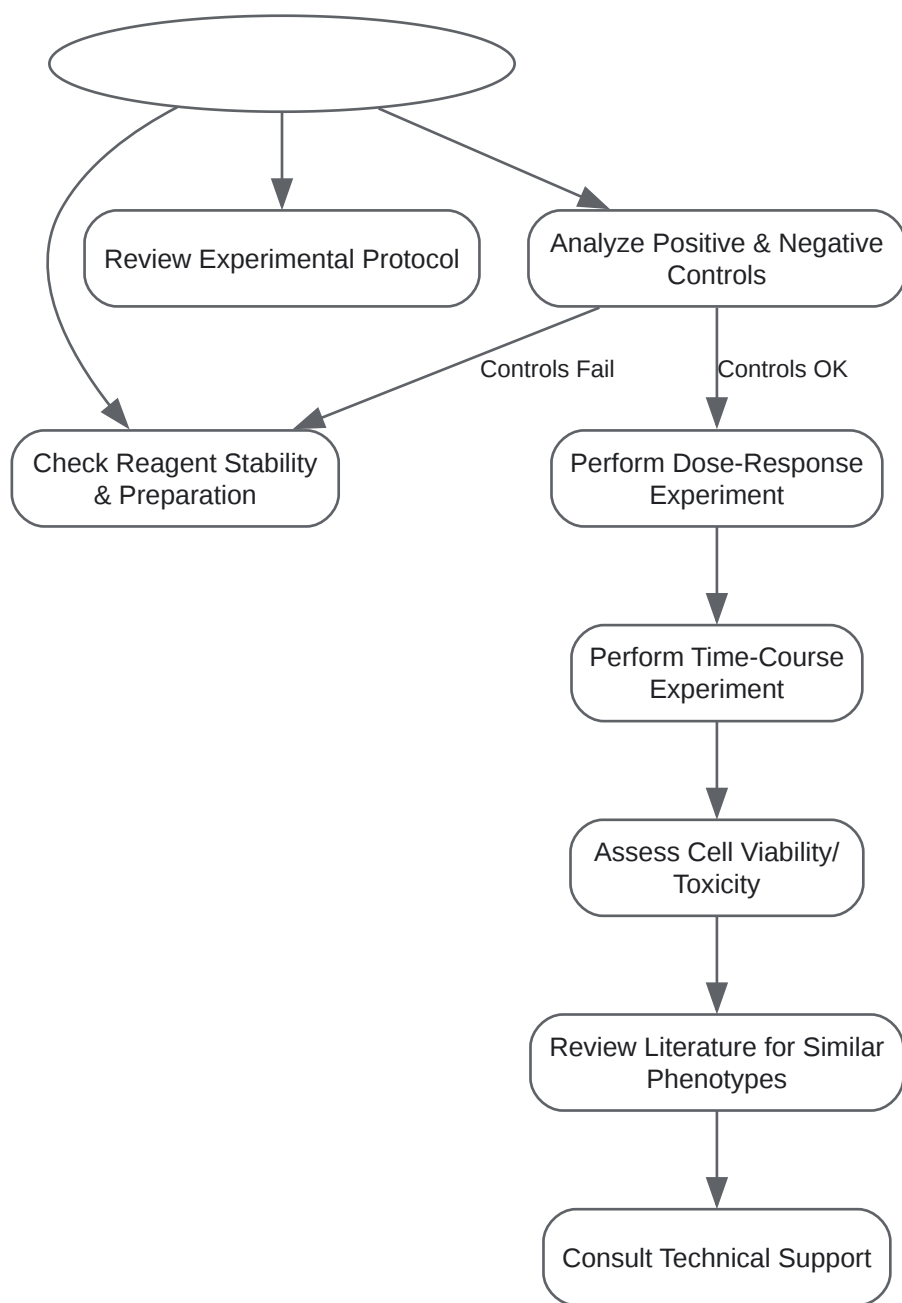 Review Experimental Protocol
Analyze Positive & Negative
Controls
Controls Fail
Controls OK
Check Reagent Stability
& Preparation
Perform Dose-Response
Experiment
Perform Time-Course
Experiment
Assess Cell Viability/
Toxicity
Review Literature for Similar
Phenotypes
Consult Technical Support